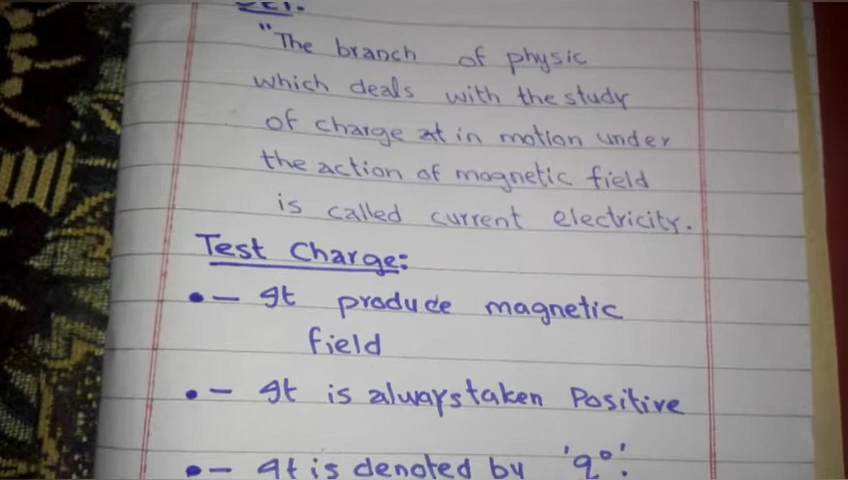 "The branch of physic
which deals with the study
of charge at in motion under
the action of magnetic field
is called current electricity.
Test Charge:
•— It produce magnetic
field
•— It is always taken Positive
•— It is denoted by 'q°'.